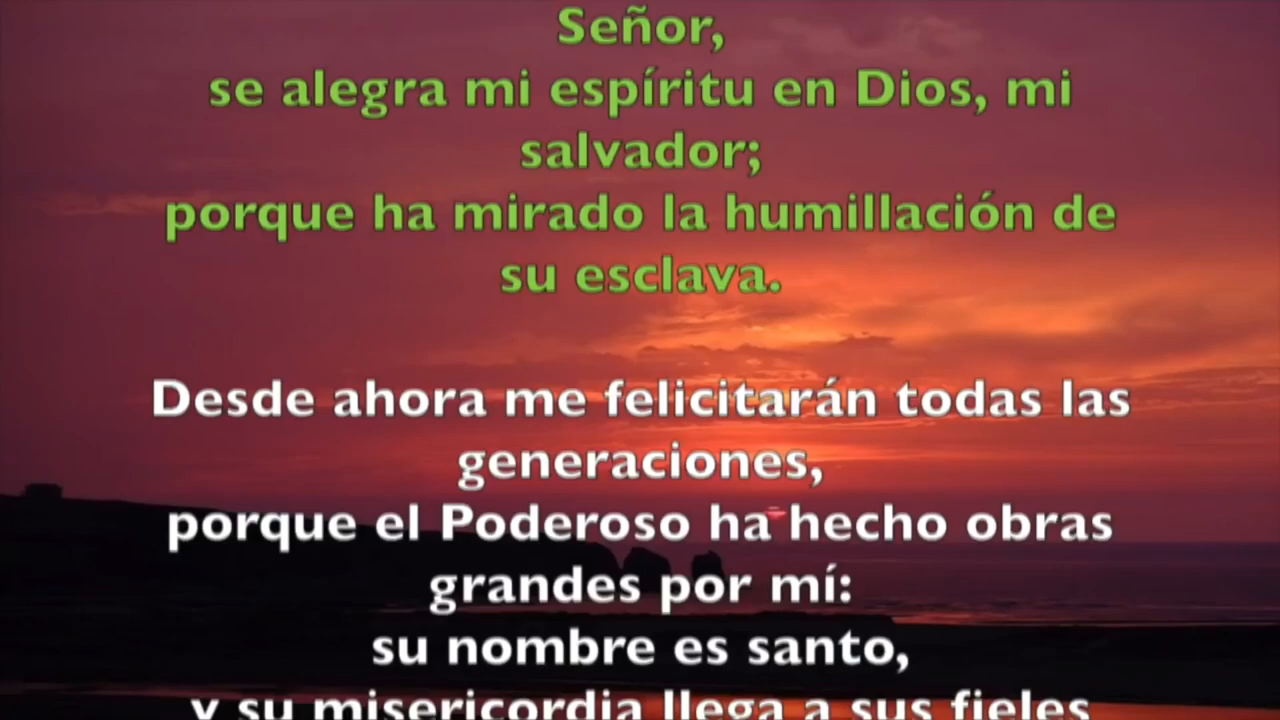 Señor,
se alegra mi espíritu en Dios, mi
salvador;
porque ha mirado la humillación de
su esclava.
Desde ahora me felicitarán todas las
generaciones,
porque el Poderoso ha hecho obras
grandes por mí:
su nombre es santo,
y su misericordia llega a sus fieles